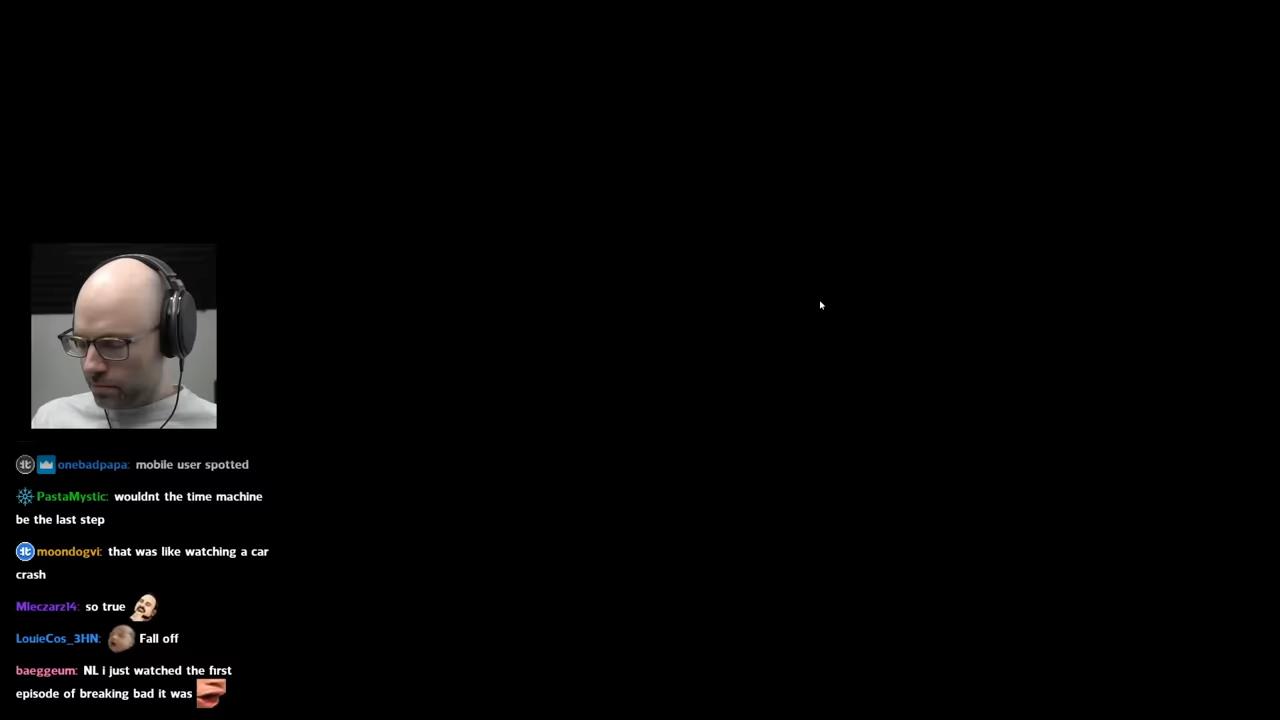 onebadpapa: mobile user spotted
PastaMystic: wouldnt the time machine
be the last step
moondogvi: that was like watching a car
crash
Mleczarz14: so true
LouieCos_3HN: Fall off
baeggeum: NL i just watched the first
episode of breaking bad it was